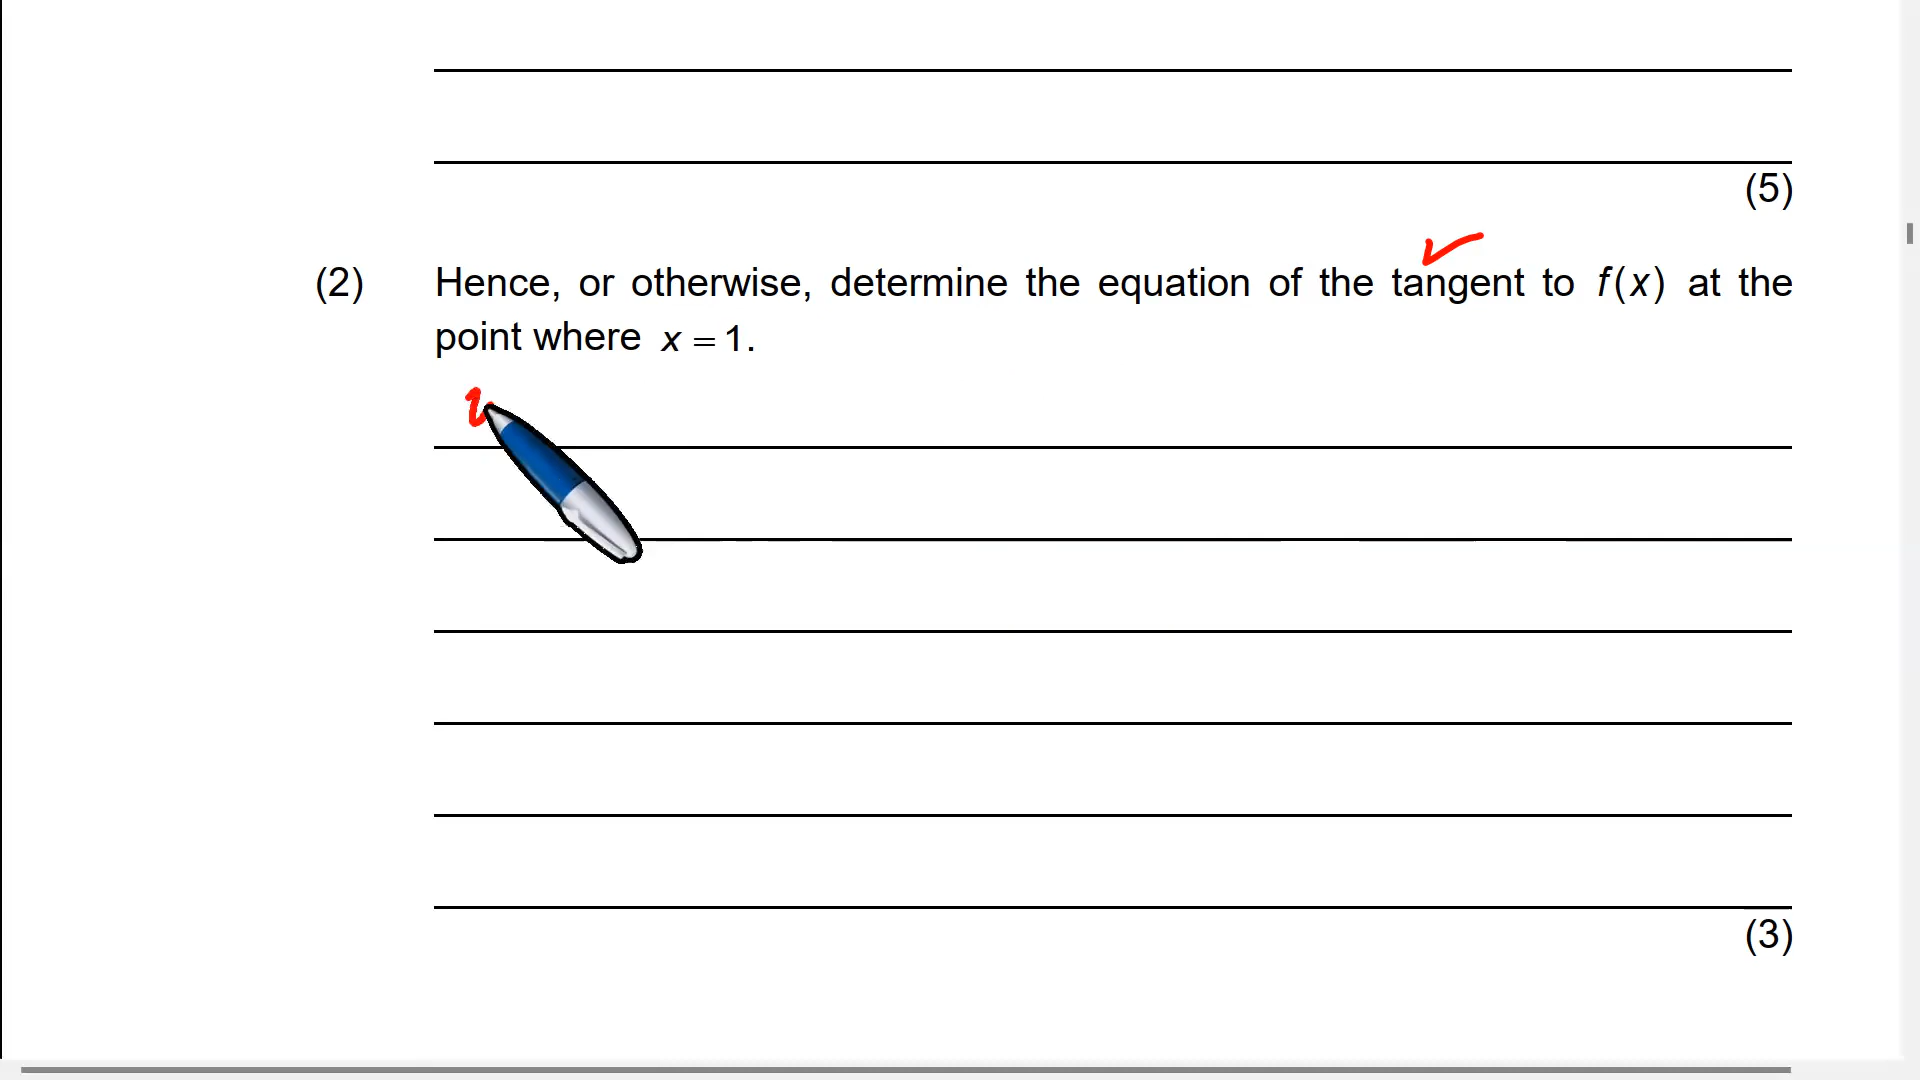 (5)
(2) Hence, or otherwise, determine the equation of the tangent to f(x) at the
point where x = 1.
(3)